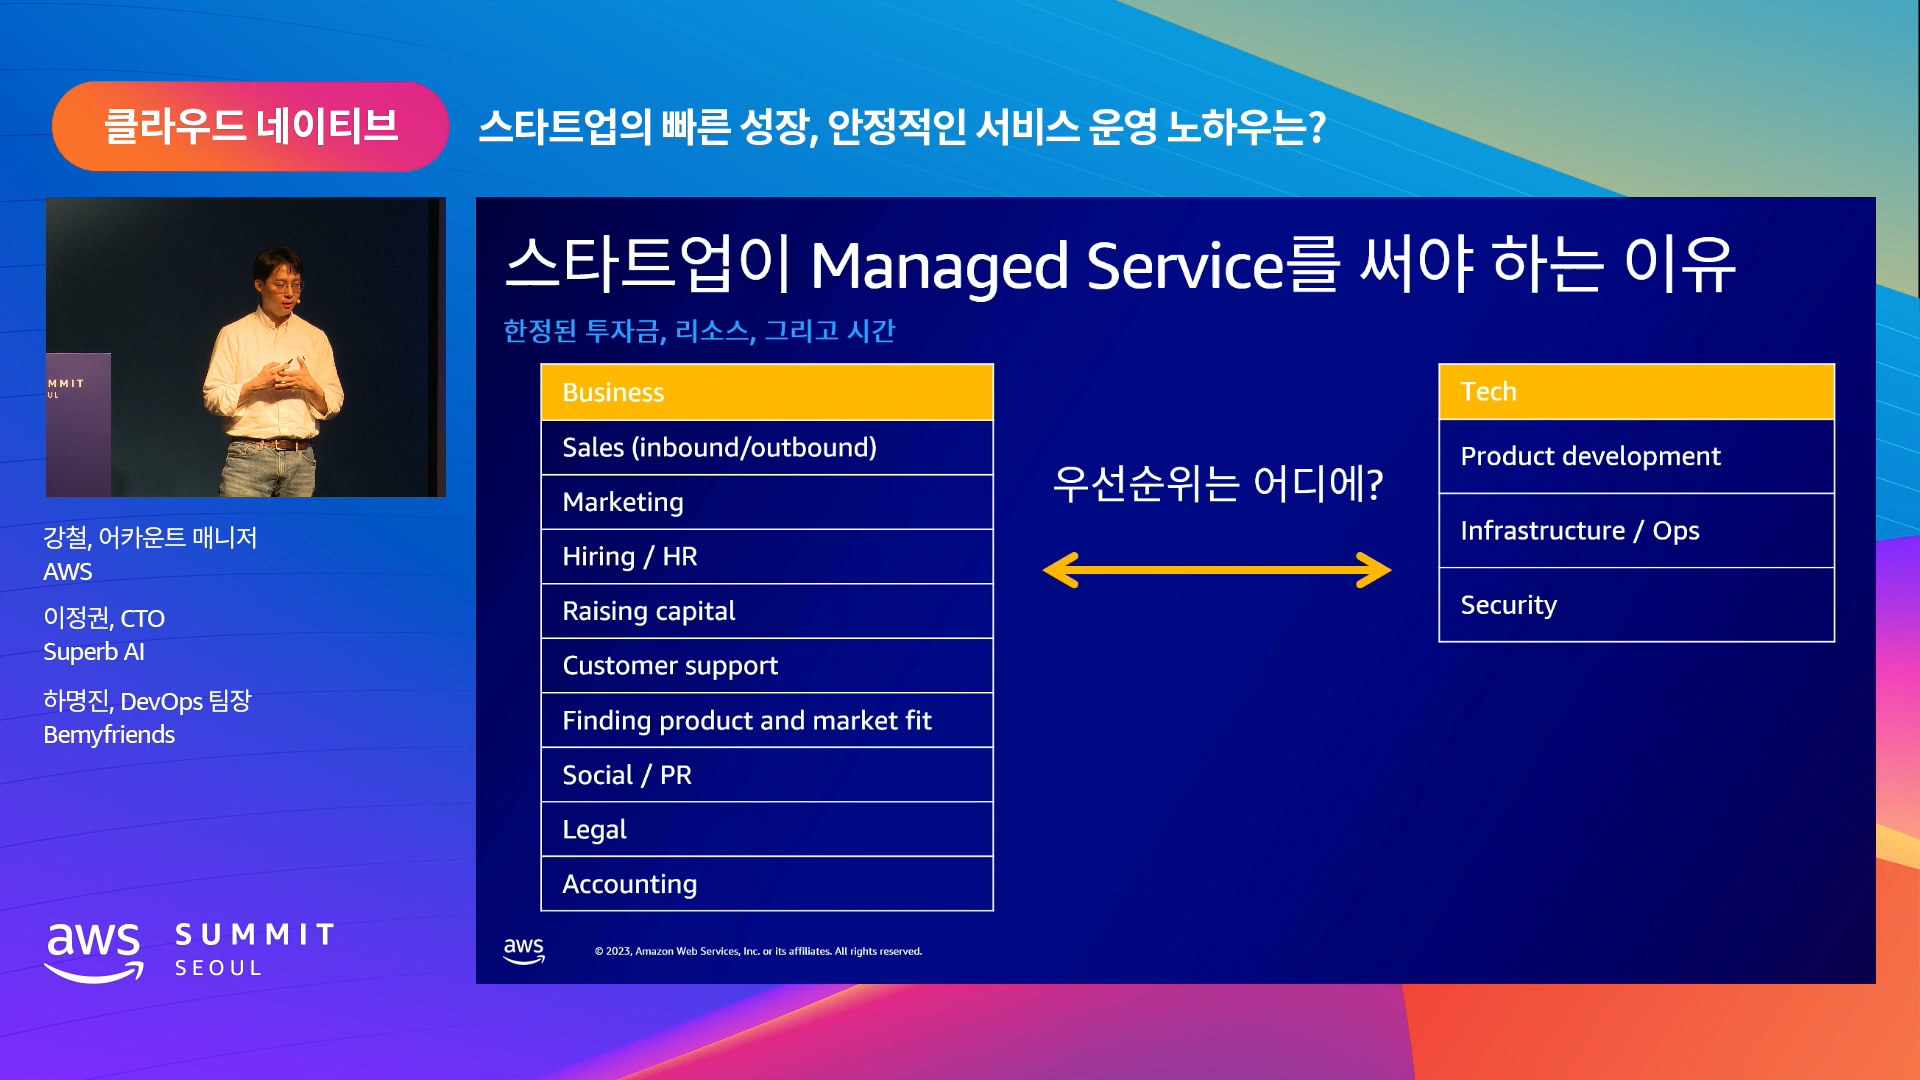 클라우드 네이티브
스타트업의 빠른 성장, 안정적인 서비스 운영 노하우는?
MMIT
UL
강철, 어카운트 매니저
AWS
이정권, CTO
Superb AI
하명진, DevOps 팀장
Bemyfriends
aws
SUMMIT
SEOUL
스타트업이 Managed Service를 써야 하는 이유
한정된 투자금, 리소스, 그리고 시간
Business
Sales (inbound/outbound)
Marketing
Hiring / HR
Raising capital
Customer support
Finding product and market fit
Social / PR
Legal
Accounting
우선순위는 어디에?
Tech
Product development
Infrastructure / Ops
Security
aws
© 2023, Amazon Web Services, Inc. or its affiliates. All rights reserved.